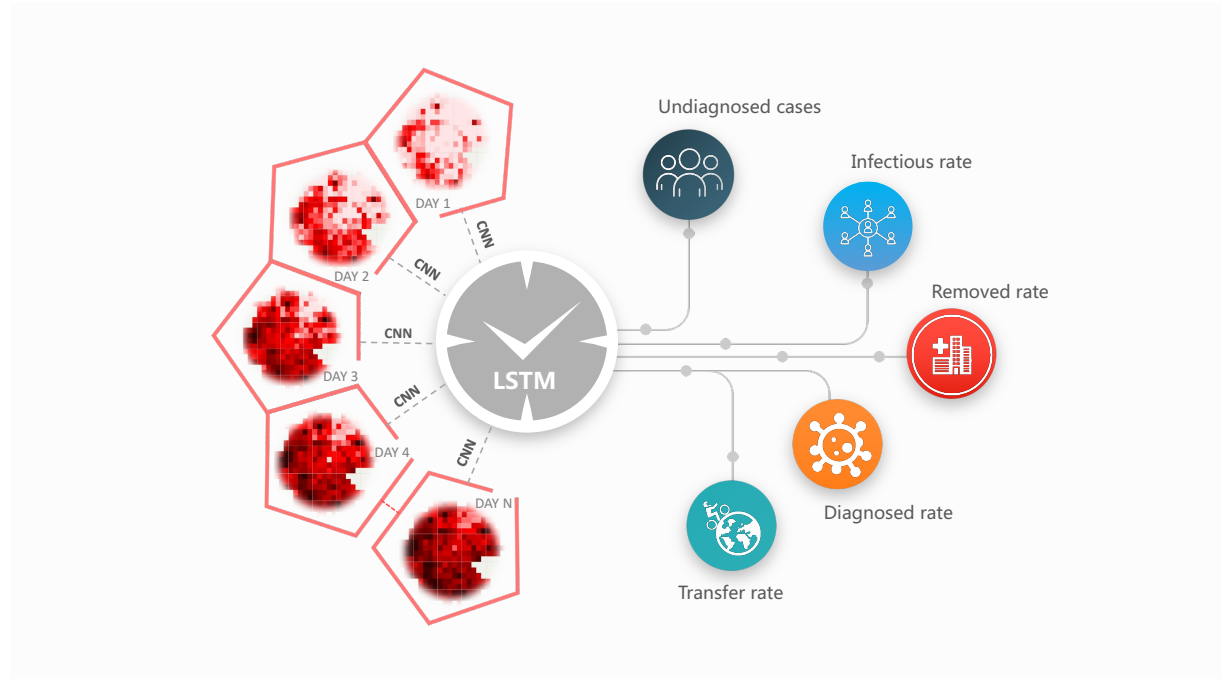 DAY 1
DAY 2
DAY 3
DAY 4
DAY N
CNN
CNN
CNN
CNN
CNN
LSTM
Undiagnosed cases
Infectious rate
Removed rate
Diagnosed rate
Transfer rate